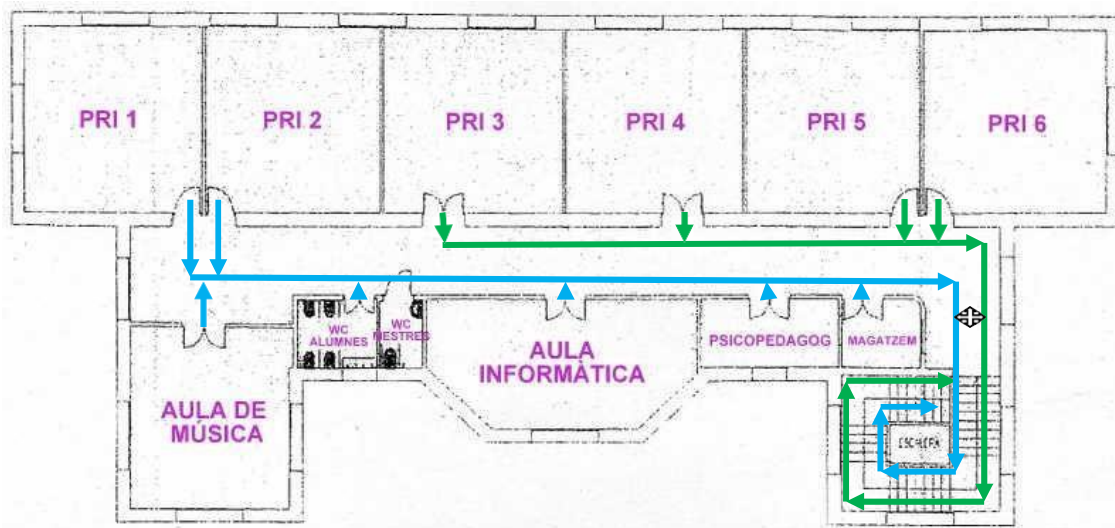 PRI 1
PRI 2
PRI 3
PRI 4
PRI 5
PRI 6
WC
ALUMNES
WC
MESTRES
AULA
INFORMÀTICA
PSICOPEDAGOG
MAGATZEM
AULA DE
MÚSICA
ESCALERA